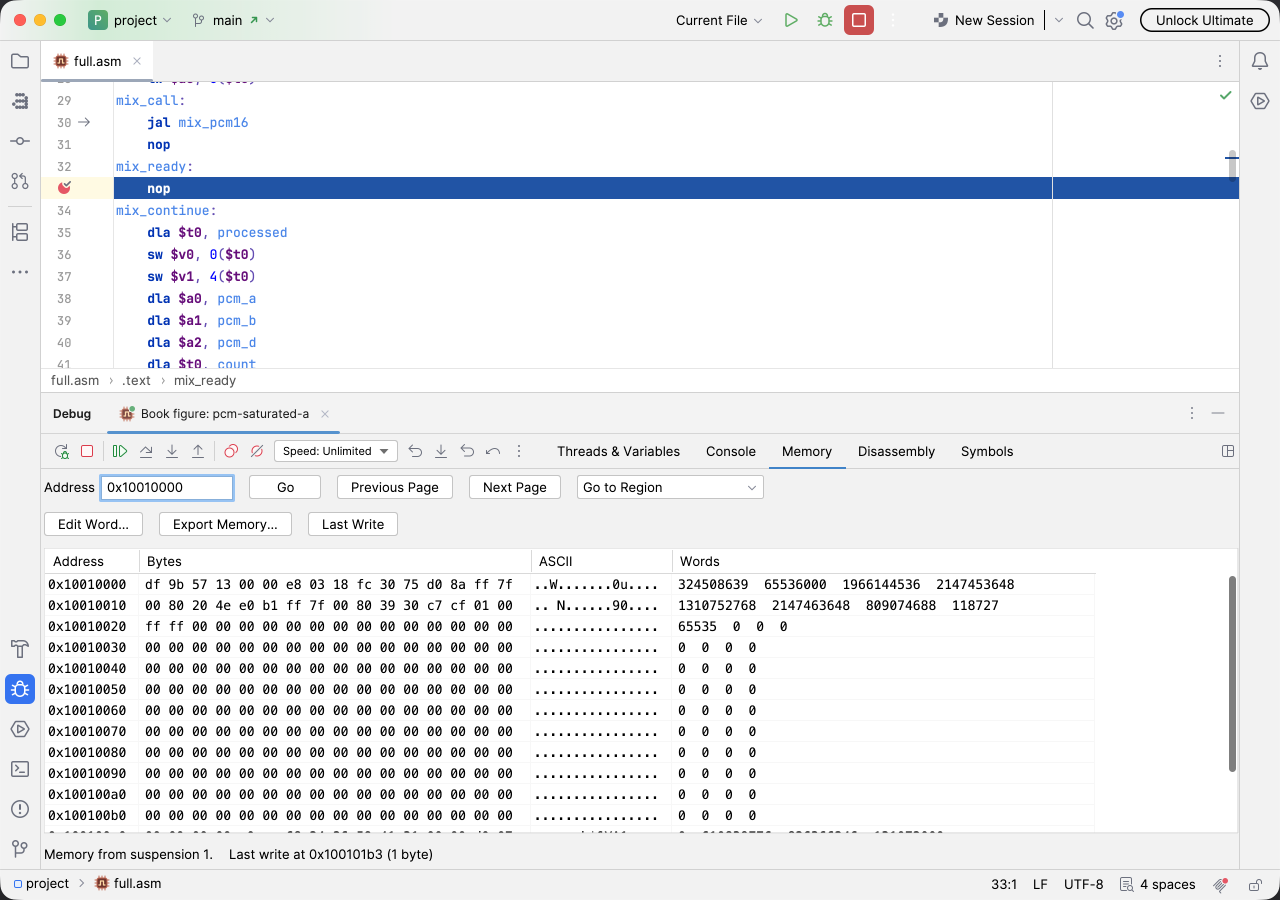 P project main Current File New Session Unlock Ultimate
full.asm
29 mix_call:
30 jal mix_pcm16
31 nop
32 mix_ready:
nop
34 mix_continue:
35 dla $t0, processed
36 sw $v0, 0($t0)
37 sw $v1, 4($t0)
38 dla $a0, pcm_a
39 dla $a1, pcm_b
40 dla $a2, pcm_d
41 dla $t0, count
full.asm › .text › mix_ready
Debug Book figure: pcm-saturated-a
Speed: Unlimited Threads & Variables Console Memory Disassembly Symbols
Address 0x10010000 Go Previous Page Next Page Go to Region
Edit Word... Export Memory... Last Write
Address Bytes ASCII Words
0x10010000 df 9b 57 13 00 00 e8 03 18 fc 30 75 d0 8a ff 7f ..W.......0u.... 324508639 65536000 1966144536 2147453648
0x10010010 00 80 20 4e e0 b1 ff 7f 00 80 39 30 c7 cf 01 00 .. N......90.... 1310752768 2147463648 809074688 118727
0x10010020 ff ff 00 00 00 00 00 00 00 00 00 00 00 00 00 00 ................ 65535 0 0 0
0x10010030 00 00 00 00 00 00 00 00 00 00 00 00 00 00 00 00 ................ 0 0 0 0
0x10010040 00 00 00 00 00 00 00 00 00 00 00 00 00 00 00 00 ................ 0 0 0 0
0x10010050 00 00 00 00 00 00 00 00 00 00 00 00 00 00 00 00 ................ 0 0 0 0
0x10010060 00 00 00 00 00 00 00 00 00 00 00 00 00 00 00 00 ................ 0 0 0 0
0x10010070 00 00 00 00 00 00 00 00 00 00 00 00 00 00 00 00 ................ 0 0 0 0
0x10010080 00 00 00 00 00 00 00 00 00 00 00 00 00 00 00 00 ................ 0 0 0 0
0x10010090 00 00 00 00 00 00 00 00 00 00 00 00 00 00 00 00 ................ 0 0 0 0
0x100100a0 00 00 00 00 00 00 00 00 00 00 00 00 00 00 00 00 ................ 0 0 0 0
0x100100b0 00 00 00 00 00 00 00 00 00 00 00 00 00 00 00 00 ................ 0 0 0 0
Memory from suspension 1. Last write at 0x100101b3 (1 byte)
project › full.asm 33:1 LF UTF-8 4 spaces